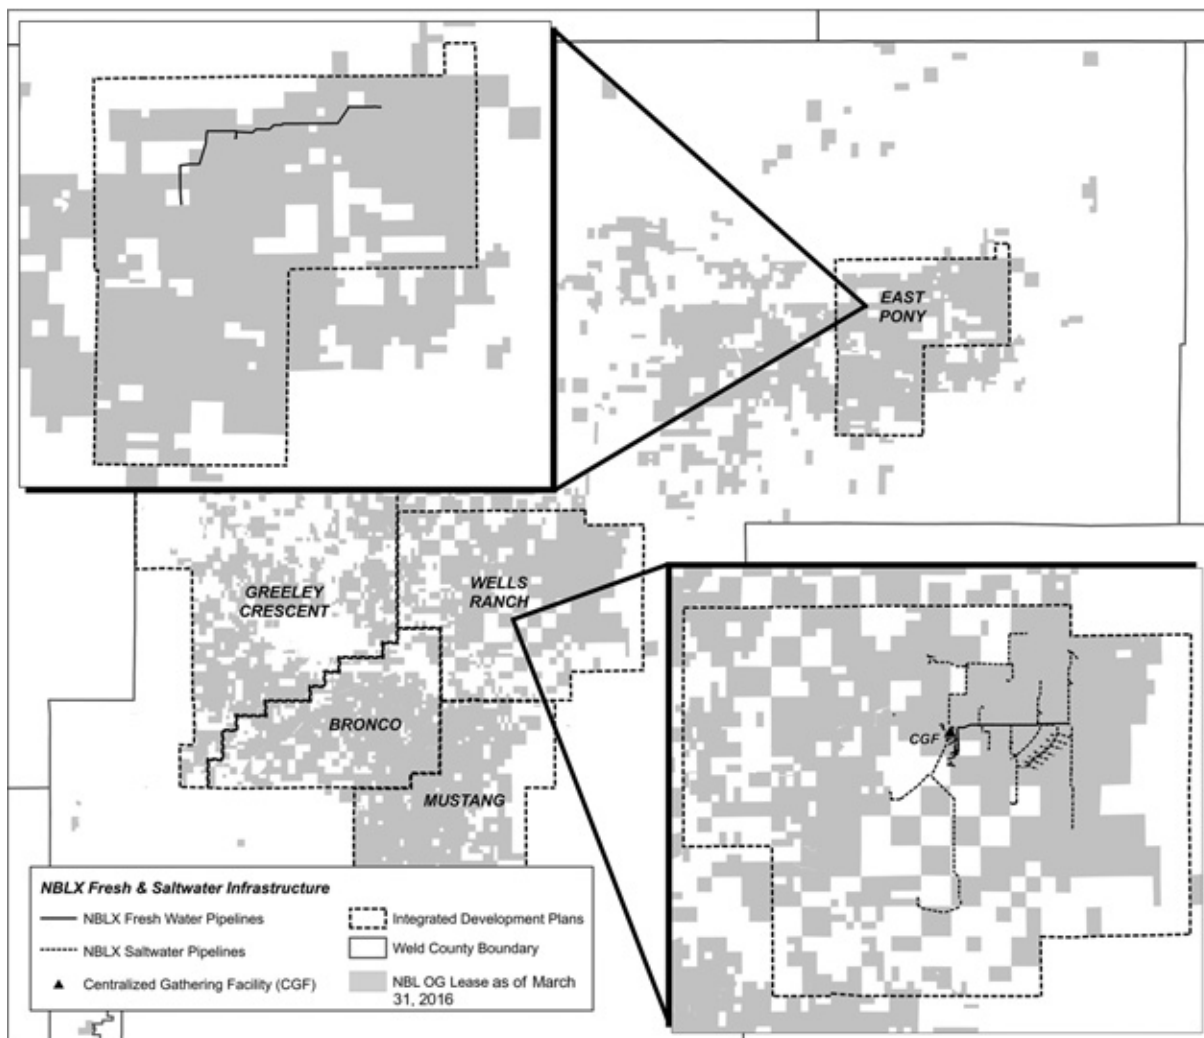 EAST
PONY
GREELEY
CRESCENT
WELLS
RANCH
BRONCO
MUSTANG
CGF
NBLX Fresh & Saltwater Infrastructure
NBLX Fresh Water Pipelines
NBLX Saltwater Pipelines
Centralized Gathering Facility (CGF)
Integrated Development Plans
Weld County Boundary
NBL OG Lease as of March
31, 2016